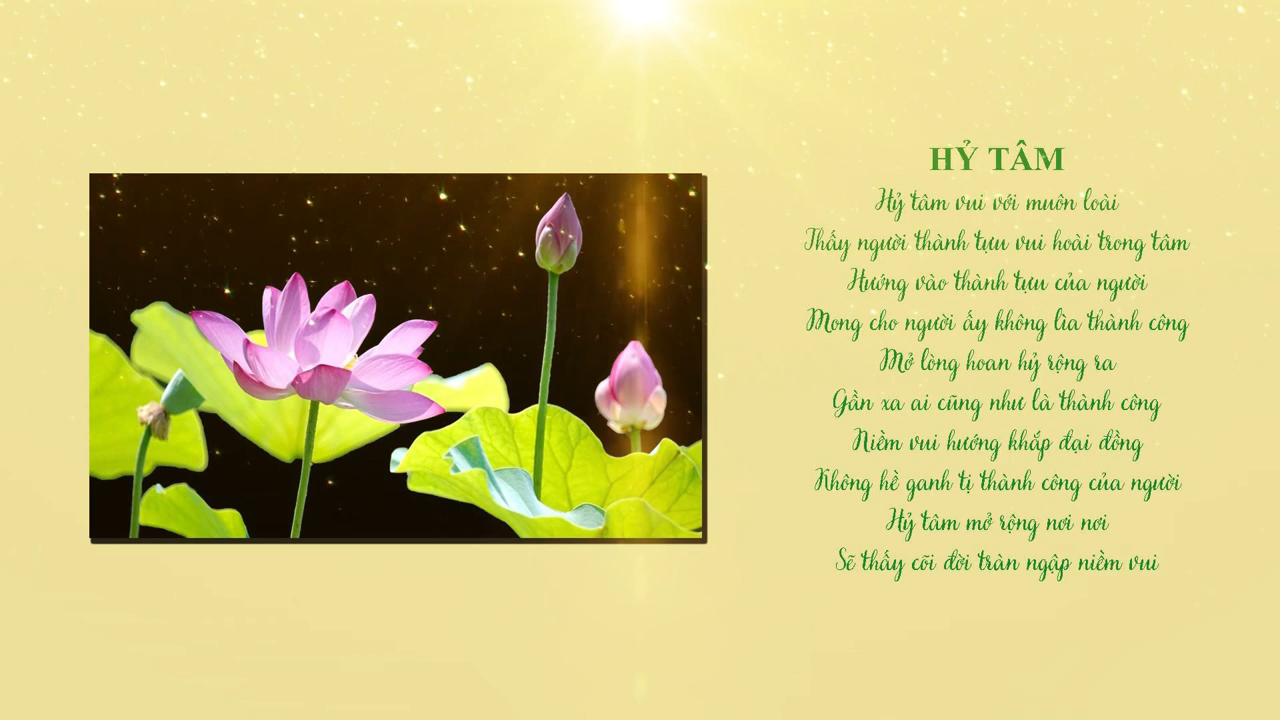 HỶ TÂM
Hỷ tâm vui với muôn loài
Thấy người thành tựu vui hoài trong tâm
Hướng vào thành tựu của người
Mong cho người ấy không lìa thành công
Mở lòng hoan hỷ rộng ra
Gần xa ai cũng như là thành công
Niềm vui hướng khắp đại đồng
Không hề ganh tị thành công của người
Hỷ tâm mở rộng nơi nơi
Sẽ thấy cõi đời tràn ngập niềm vui